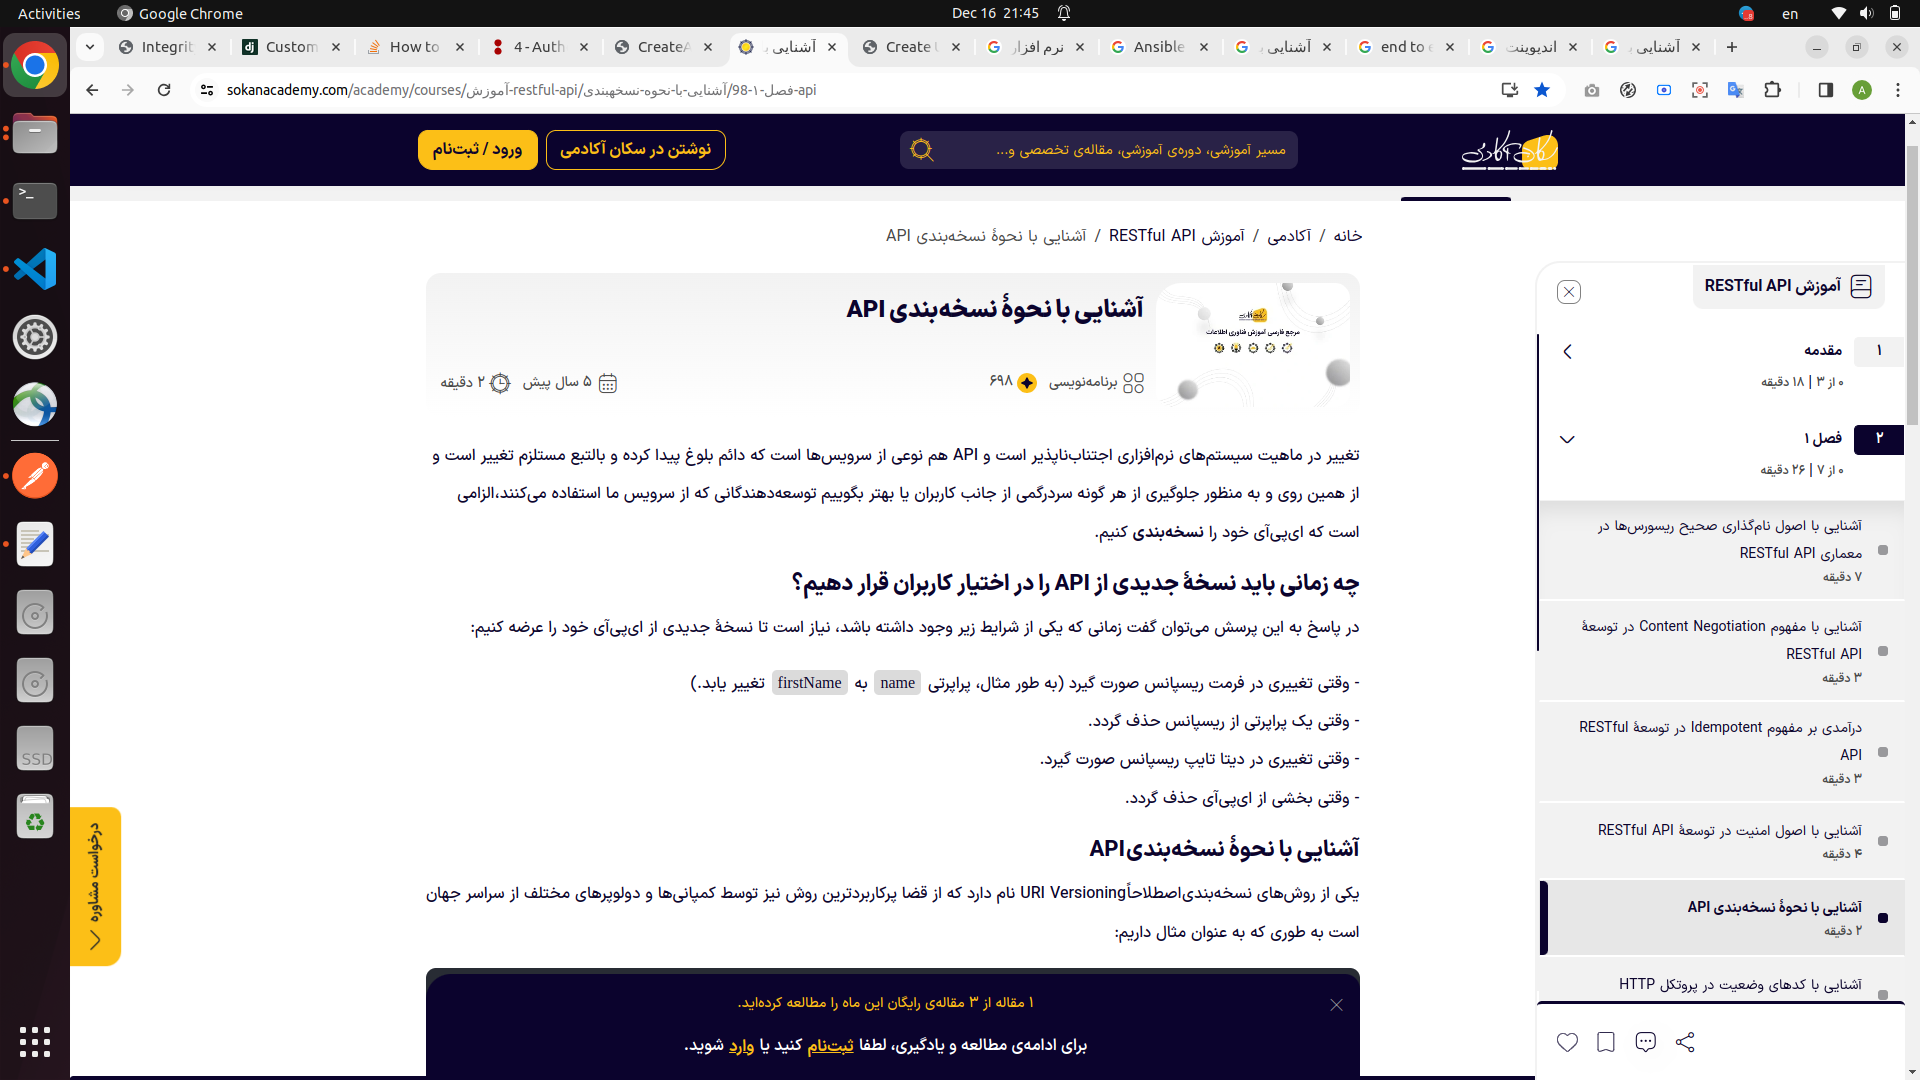 Activities
Google Chrome
Dec 16 21:45
en
Integrit
Custom
How to
4 - Auth
CreateA
آشنایی ب
Create U
نرم افزار
Ansible
آشنایی ب
end to e
اندپوینت
آشنایی ب
sokanacademy.com/academy/courses/آموزش-restful-api/فصل-۱-98/آشنایی-با-نحوه-نسخهبندی-api
ورود / ثبت‌نام
نوشتن در سکان آکادمی
مسیر آموزشی، دوره‌ی آموزشی، مقاله‌ی تخصصی و...
خانه / آکادمی / آموزش RESTful API / آشنایی با نحوهٔ نسخه‌بندی API
آشنایی با نحوهٔ نسخه‌بندی API
مرجع فارسی آموزش فناوری اطلاعات
برنامه‌نویسی
۶۹۸
۵ سال پیش
۲ دقیقه
تغییر در ماهیت سیستم‌های نرم‌افزاری اجتناب‌ناپذیر است و API هم نوعی از سرویس‌ها است که دائم بلوغ پیدا کرده و بالتبع مستلزم تغییر است و
از همین روی و به منظور جلوگیری از هر گونه سردرگمی از جانب کاربران یا بهتر بگوییم توسعه‌دهندگانی که از سرویس ما استفاده می‌کنند،الزامی
است که ای‌پی‌آی خود را نسخه‌بندی کنیم.
چه زمانی باید نسخهٔ جدیدی از API را در اختیار کاربران قرار دهیم؟
در پاسخ به این پرسش می‌توان گفت زمانی که یکی از شرایط زیر وجود داشته باشد، نیاز است تا نسخهٔ جدیدی از ای‌پی‌آی خود را عرضه کنیم:
- وقتی تغییری در فرمت ریسپانس صورت گیرد (به طور مثال، پراپرتی name به firstName تغییر یابد.)
- وقتی یک پراپرتی از ریسپانس حذف گردد.
- وقتی تغییری در دیتا تایپ ریسپانس صورت گیرد.
- وقتی بخشی از ای‌پی‌آی حذف گردد.
آشنایی با نحوهٔ نسخه‌بندیAPI
یکی از روش‌های نسخه‌بندیاصطلاحاًURI Versioning نام دارد که از قضا پرکاربردترین روش نیز توسط کمپانی‌ها و دولوپرهای مختلف از سراسر جهان
است به طوری که به عنوان مثال داریم:
۱ مقاله از ۳ مقاله‌ی رایگان این ماه را مطالعه کرده‌اید.
برای ادامه‌ی مطالعه و یادگیری، لطفا ثبت‌نام کنید یا وارد شوید.
آموزش RESTful API
۱
مقدمه
۰ از ۳ | ۱۸ دقیقه
۲
فصل ۱
۰ از ۷ | ۲۶ دقیقه
آشنایی با اصول نام‌گذاری صحیح ریسورس‌ها در
معماری RESTful API
۷ دقیقه
آشنایی با مفهوم Content Negotiation در توسعهٔ
RESTful API
۳ دقیقه
درآمدی بر مفهوم Idempotent در توسعهٔ RESTful
API
۳ دقیقه
آشنایی با اصول امنیت در توسعهٔ RESTful API
۴ دقیقه
آشنایی با نحوهٔ نسخه‌بندی API
۲ دقیقه
آشنایی با کدهای وضعیت در پروتکل HTTP
درخواست مشاوره
SSD
A